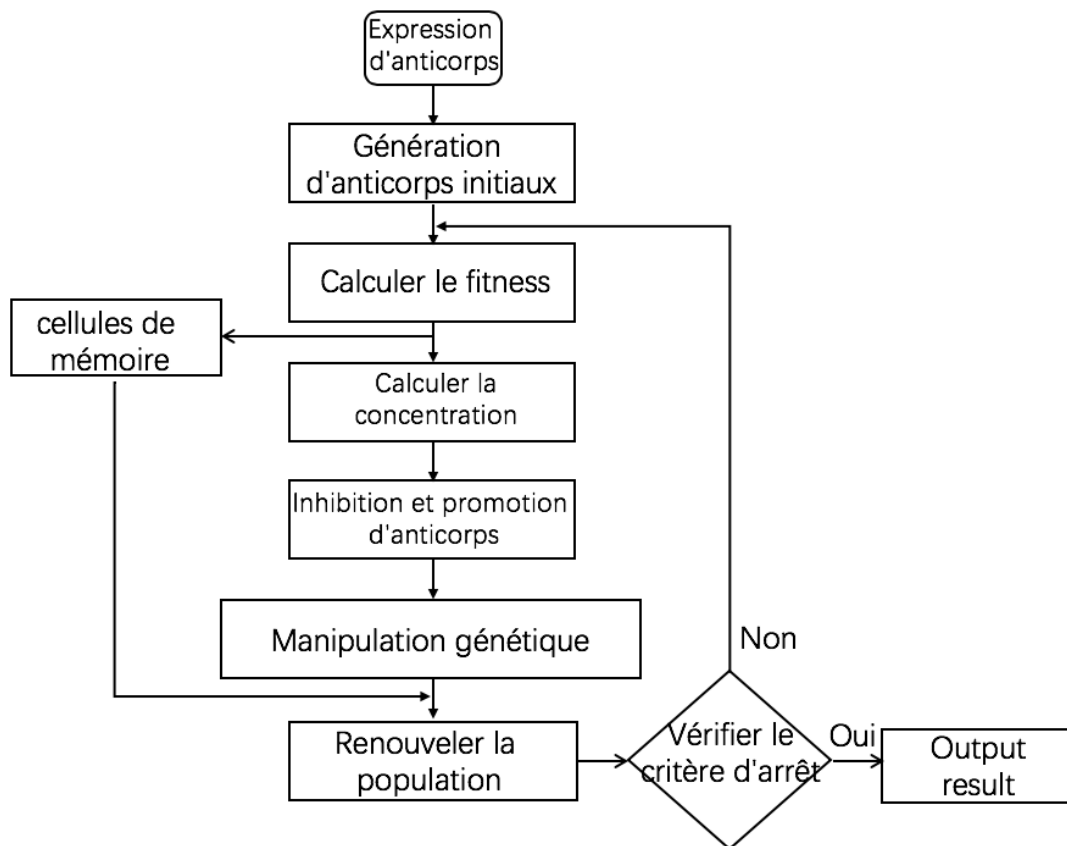 Expression
d'anticorps
Génération
d'anticorps initiaux
Calculer le fitness
cellules de
mémoire
Calculer la
concentration
Inhibition et promotion
d'anticorps
Manipulation génétique
Non
Renouveler la
population
Vérifier le
critère d'arrêt
Oui
Output
result